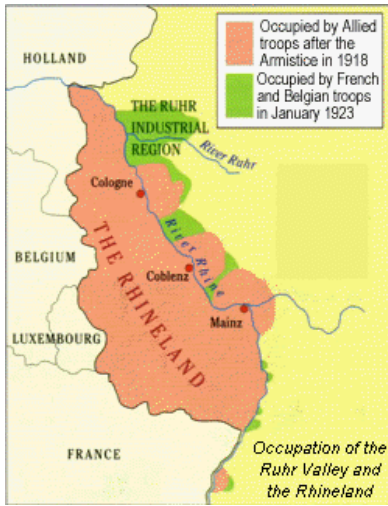 Occupied by Allied
troops after the
Armistice in 1918
Occupied by French
and Belgian troops
in January 1923
HOLLAND
THE RUHR
INDUSTRIAL
REGION
River Ruhr
Cologne
River Rhine
BELGIUM
THE RHINELAND
Coblenz
Mainz
LUXEMBOURG
FRANCE
Occupation of the
Ruhr Valley and
the Rhineland